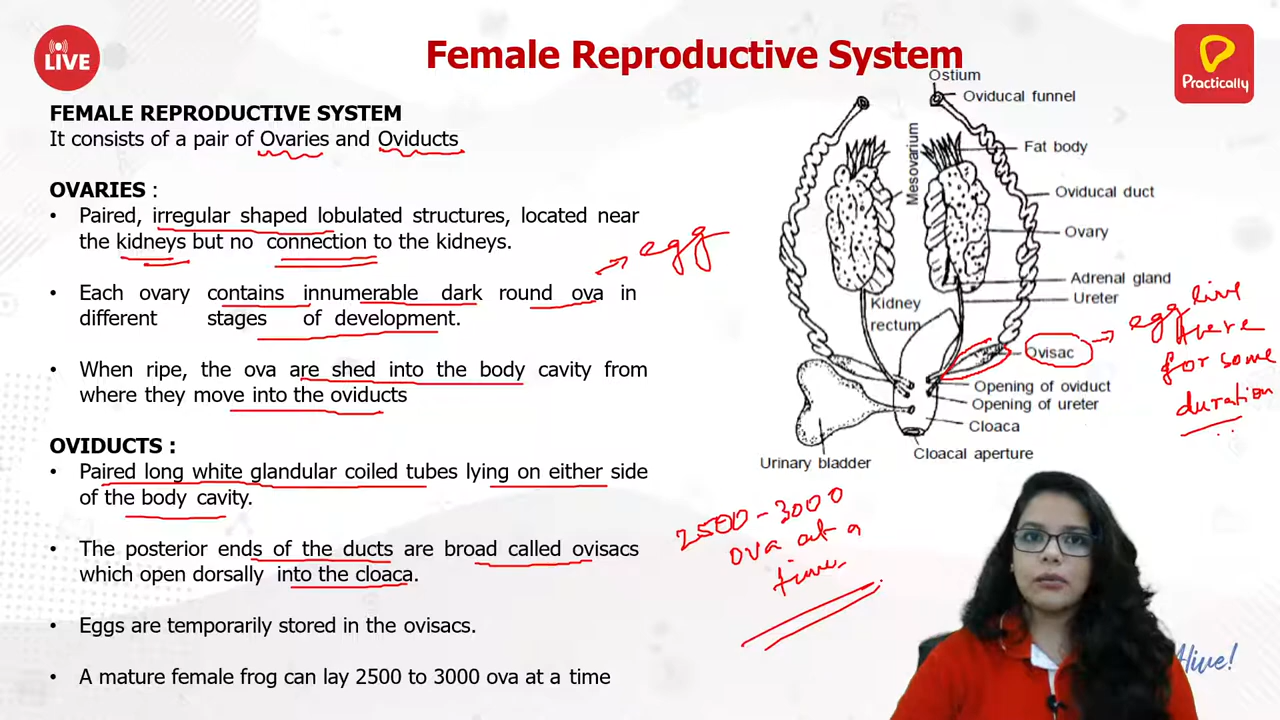 LIVE
Female Reproductive System
Practically
FEMALE REPRODUCTIVE SYSTEM
It consists of a pair of Ovaries and Oviducts
OVARIES :
• Paired, irregular shaped lobulated structures, located near
the kidneys but no connection to the kidneys.
egg
• Each ovary contains innumerable dark round ova in
different stages of development.
• When ripe, the ova are shed into the body cavity from
where they move into the oviducts
OVIDUCTS :
• Paired long white glandular coiled tubes lying on either side
of the body cavity.
• The posterior ends of the ducts are broad called ovisacs
which open dorsally into the cloaca.
• Eggs are temporarily stored in the ovisacs.
• A mature female frog can lay 2500 to 3000 ova at a time
Ostium
Oviducal funnel
Mesovarium
Fat body
Oviducal duct
Ovary
Adrenal gland
Kidney
Ureter
rectum
Ovisac
Opening of oviduct
Opening of ureter
Cloaca
Cloacal aperture
Urinary bladder
egg live
there
for some
duration
2500-3000
ova at a
time
Alive!